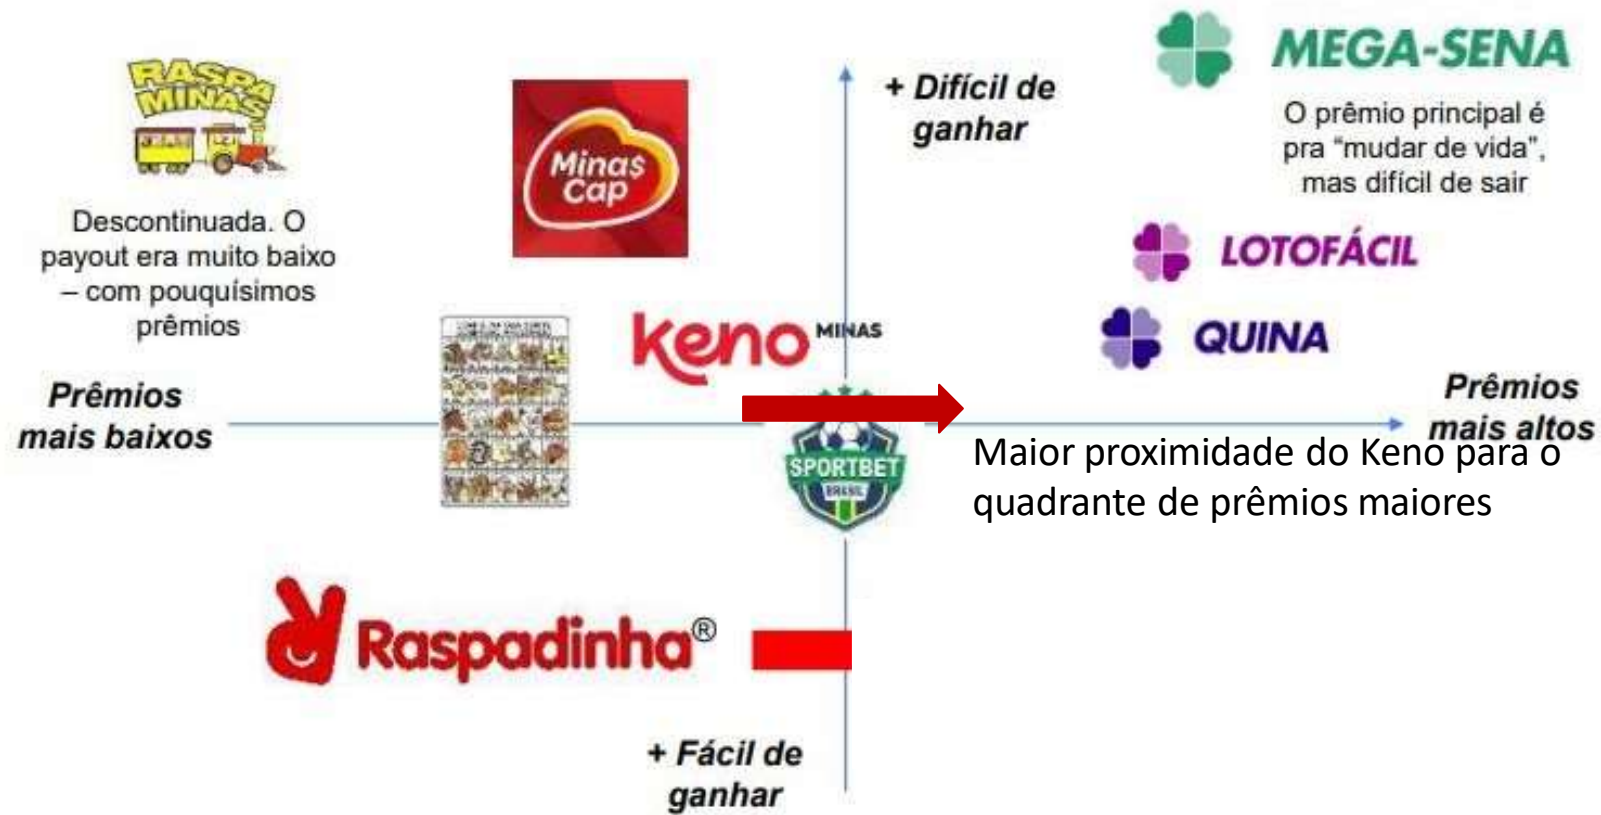 RASPA
MINAS
Descontinuada. O
payout era muito baixo
– com pouquísimos
prêmios
Minas
Cap
+ Difícil de
ganhar
MEGA-SENA
O prêmio principal é
pra “mudar de vida”,
mas difícil de sair
LOTOFÁCIL
QUINA
keno MINAS
Prêmios
mais baixos
Prêmios
mais altos
SPORTBET
BRASIL
Maior proximidade do Keno para o
quadrante de prêmios maiores
Raspadinha®
+ Fácil de
ganhar